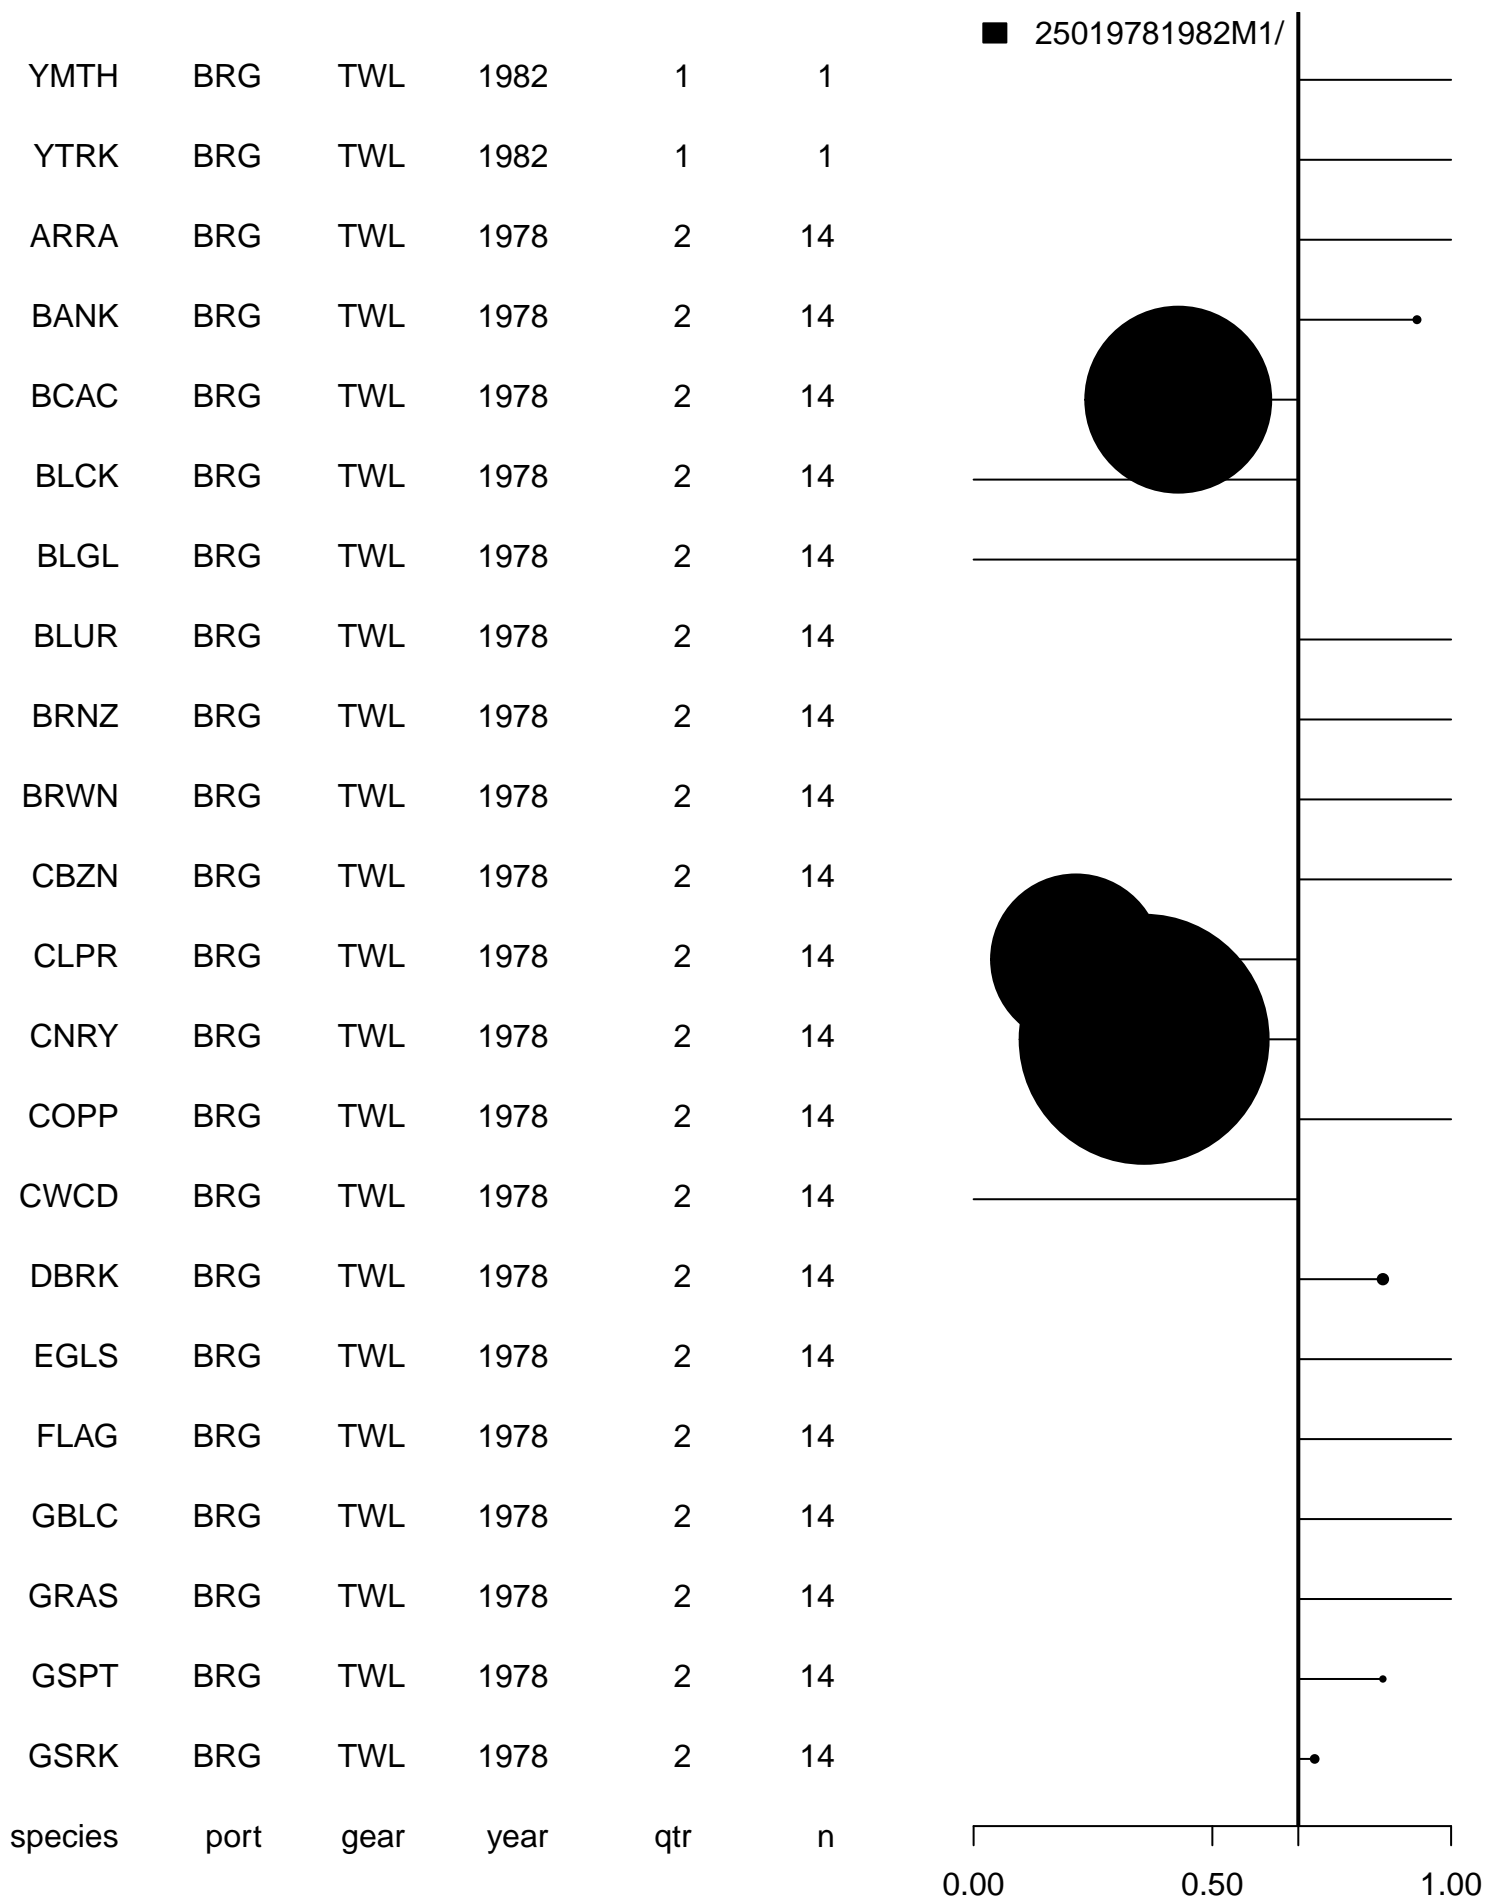 25019781982M1/
YMTH BRG TWL 1982 1 1
YTRK BRG TWL 1982 1 1
ARRA BRG TWL 1978 2 14
BANK BRG TWL 1978 2 14
BCAC BRG TWL 1978 2 14
BLCK BRG TWL 1978 2 14
BLGL BRG TWL 1978 2 14
BLUR BRG TWL 1978 2 14
BRNZ BRG TWL 1978 2 14
BRWN BRG TWL 1978 2 14
CBZN BRG TWL 1978 2 14
CLPR BRG TWL 1978 2 14
CNRY BRG TWL 1978 2 14
COPP BRG TWL 1978 2 14
CWCD BRG TWL 1978 2 14
DBRK BRG TWL 1978 2 14
EGLS BRG TWL 1978 2 14
FLAG BRG TWL 1978 2 14
GBLC BRG TWL 1978 2 14
GRAS BRG TWL 1978 2 14
GSPT BRG TWL 1978 2 14
GSRK BRG TWL 1978 2 14
species port gear year qtr n
0.00 0.50 1.00